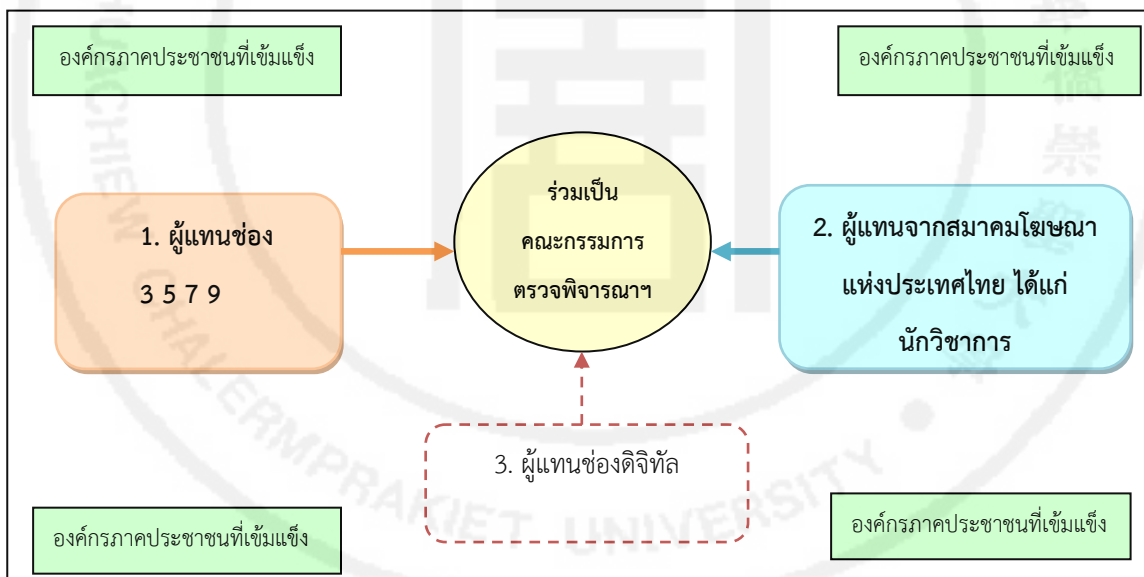 องค์กรภาคประชาชนที่เข้มแข็ง
องค์กรภาคประชาชนที่เข้มแข็ง
1. ผู้แทนช่อง
3 5 7 9
ร่วมเป็น
คณะกรรมการ
ตรวจพิจารณาฯ
2. ผู้แทนจากสมาคมโฆษณา
แห่งประเทศไทย ได้แก่
นักวิชาการ
3. ผู้แทนช่องดิจิทัล
องค์กรภาคประชาชนที่เข้มแข็ง
องค์กรภาคประชาชนที่เข้มแข็ง
CHALERMPRAKIET UNIVERSITY